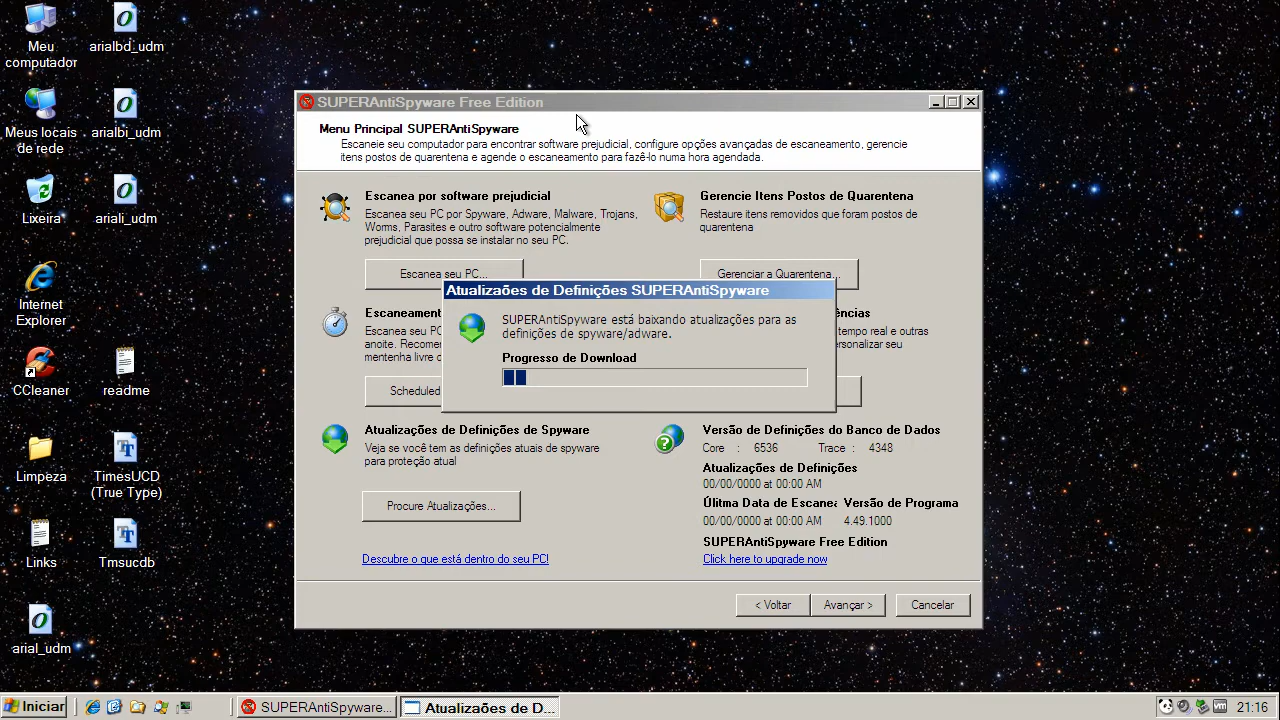 Meu
computador
arialbd_udm
Meus locais
de rede
arialbi_udm
Lixeira
ariali_udm
Internet
Explorer
CCleaner
readme
Limpeza
TimesUCD
(True Type)
Links
Tmsucdb
arial_udm
SUPERAntiSpyware Free Edition
Menu Principal SUPERAntiSpyware
Escaneie seu computador para encontrar software prejudicial, configure opções avançadas de escaneamento, gerencie
itens postos de quarentena e agende o escaneamento para fazê-lo numa hora agendada.
Escanea por software prejudicial
Escanea seu PC por Spyware, Adware, Malware, Trojans,
Worms, Parasites e outro software potencialmente
prejudicial que possa se instalar no seu PC.
Escanea seu PC...
Gerencie Itens Postos de Quarentena
Restaure itens removidos que foram postos de
quarentena
Gerenciar a Quarentena...
Atualizaões de Definições SUPERAntiSpyware
SUPERAntiSpyware está baixando atualizações para as
definições de spyware/adware.
Progresso de Download
Escaneament
Escanea seu PC
anoite. Recomen
mentenha livre d
Scheduled
ências
tempo real e outras
ersonalizar seu
Atualizações de Definições de Spyware
Veja se você tem as definições atuais de spyware
para proteção atual
Procure Atualizações...
Descubre o que está dentro do seu PC!
Versão de Definições do Banco de Dados
Core : 6536 Trace : 4348
Atualizações de Definições
00/00/0000 at 00:00 AM
Úlitma Data de Escanea Versão de Programa
00/00/0000 at 00:00 AM 4.49.1000
SUPERAntiSpyware Free Edition
Click here to upgrade now
< Voltar
Avançar >
Cancelar
Iniciar
SUPERAntiSpyware...
Atualizaões de D...
vm
21:16